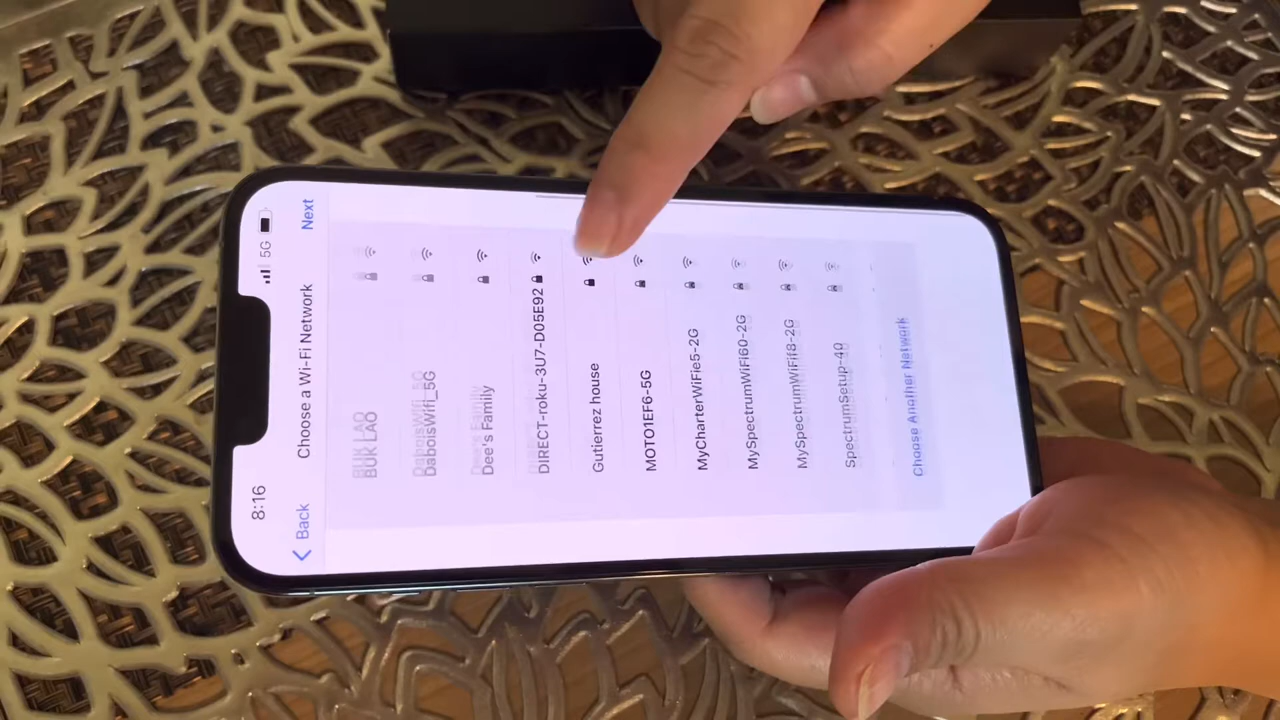 8:16
5G
Back
Choose a Wi-Fi Network
Next
BUK LAO
DaboisWifi_5G
Dee's Family
DIRECT-roku-3U7-D05E92
Gutierrez house
MOTO1EF6-5G
MyCharterWiFie5-2G
MySpectrumWiFi60-2G
MySpectrumWiFif8-2G
SpectrumSetup-40
Choose Another Network